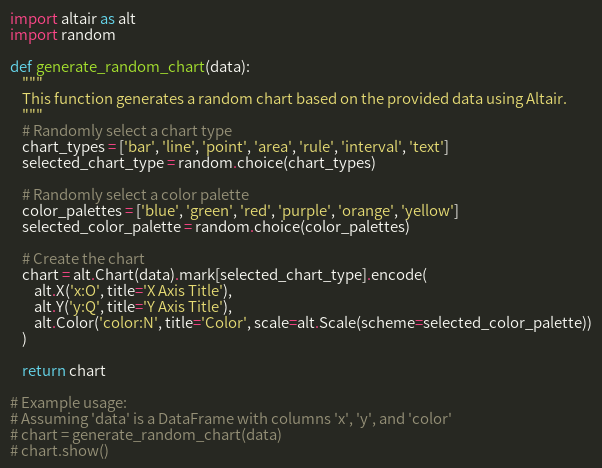 import altair as alt
import random

def generate_random_chart(data):
    """
    This function generates a random chart based on the provided data using Altair.
    """
    # Randomly select a chart type
    chart_types = ['bar', 'line', 'point', 'area', 'rule', 'interval', 'text']
    selected_chart_type = random.choice(chart_types)

    # Randomly select a color palette
    color_palettes = ['blue', 'green', 'red', 'purple', 'orange', 'yellow']
    selected_color_palette = random.choice(color_palettes)

    # Create the chart
    chart = alt.Chart(data).mark[selected_chart_type].encode(
        alt.X('x:O', title='X Axis Title'),
        alt.Y('y:Q', title='Y Axis Title'),
        alt.Color('color:N', title='Color', scale=alt.Scale(scheme=selected_color_palette))
    )

    return chart

# Example usage:
# Assuming 'data' is a DataFrame with columns 'x', 'y', and 'color'
# chart = generate_random_chart(data)
# chart.show()